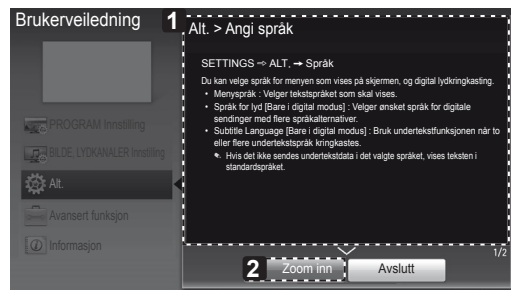 Brukerveiledning
1
Alt. > Angi språk
SETTINGS ⇨ ALT, ➞ Språk
Du kan velge språk for menyen som vises på skjermen, og digital lydkringkasting.
• Menyspråk : Velger tekstspråket som skal vises.
• Språk for lyd [Bare i digital modus] : Velger ønsket språk for digitale
sendinger med flere språkalternativer.
• Subtitle Language [Bare i digital modus] : Bruk undertekstfunksjonen når to
eller flere undertekstspråk kringkastes.
✎ Hvis det ikke sendes undertekstdata i det valgte språket, vises teksten i
standardspråket.
PROGRAM Innstilling
BILDE, LYDKANALER Innstilling
Alt.
Avansert funksjon
Informasjon
1/2
2
Zoom inn
Avslutt